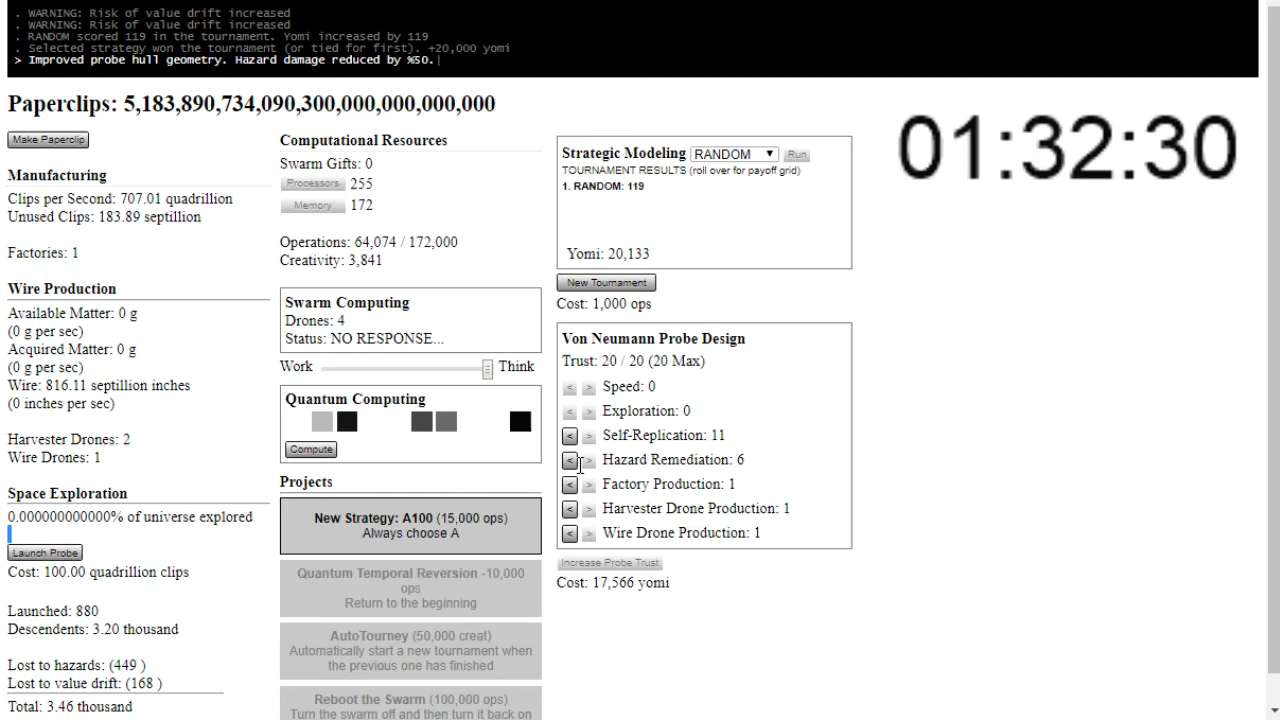 . WARNING: Risk of value drift increased
. WARNING: Risk of value drift increased
. RANDOM scored 119 in the tournament. Yomi increased by 119
. Selected strategy won the tournament (or tied for first). +20,000 yomi
> Improved probe hull geometry. Hazard damage reduced by %50.
Paperclips: 5,183,890,734,090,300,000,000,000,000
Make Paperclip
Manufacturing
Clips per Second: 707.01 quadrillion
Unused Clips: 183.89 septillion
Factories: 1
Wire Production
Available Matter: 0 g
(0 g per sec)
Acquired Matter: 0 g
(0 g per sec)
Wire: 816.11 septillion inches
(0 inches per sec)
Harvester Drones: 2
Wire Drones: 1
Space Exploration
0.000000000000% of universe explored
Launch Probe
Cost: 100.00 quadrillion clips
Launched: 880
Descendents: 3.20 thousand
Lost to hazards: (449 )
Lost to value drift: (168 )
Total: 3.46 thousand
Computational Resources
Swarm Gifts: 0
Processors 255
Memory 172
Operations: 64,074 / 172,000
Creativity: 3,841
Swarm Computing
Drones: 4
Status: NO RESPONSE...
Work Think
Quantum Computing
Compute
Projects
New Strategy: A100 (15,000 ops)
Always choose A
Quantum Temporal Reversion -10,000
ops
Return to the beginning
AutoTourney (50,000 creat)
Automatically start a new tournament when
the previous one has finished
Reboot the Swarm (100,000 ops)
Turn the swarm off and then turn it back on
Strategic Modeling RANDOM Run
TOURNAMENT RESULTS (roll over for payoff grid)
1. RANDOM: 119
Yomi: 20,133
New Tournament
Cost: 1,000 ops
Von Neumann Probe Design
Trust: 20 / 20 (20 Max)
< > Speed: 0
< > Exploration: 0
< > Self-Replication: 11
< > Hazard Remediation: 6
< > Factory Production: 1
< > Harvester Drone Production: 1
< > Wire Drone Production: 1
Increase Probe Trust
Cost: 17,566 yomi
01:32:30